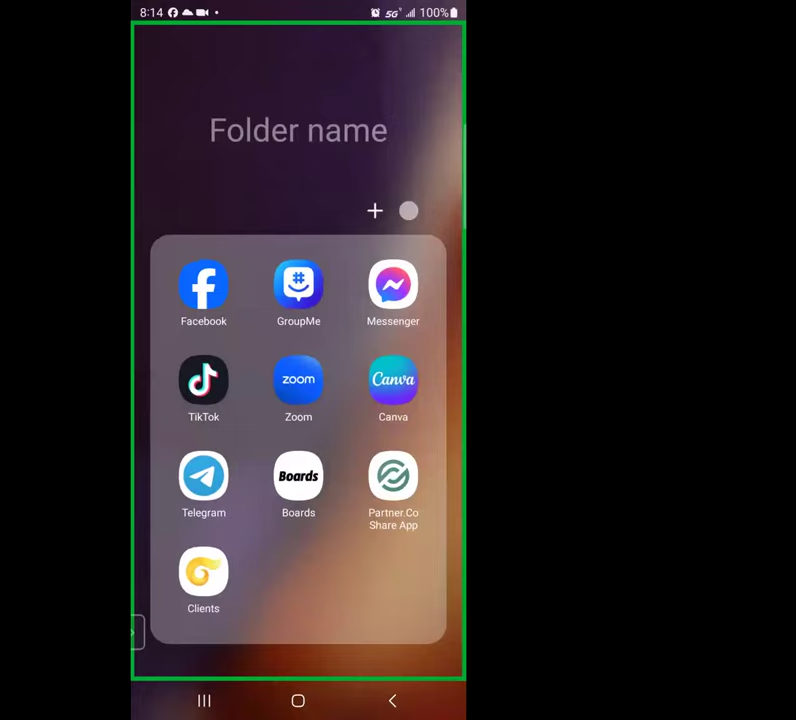 8:14
5G
100%
Folder name
Facebook
GroupMe
Messenger
TikTok
zoom
Zoom
Canva
Canva
Telegram
Boards
Boards
Partner.Co
Share App
Clients